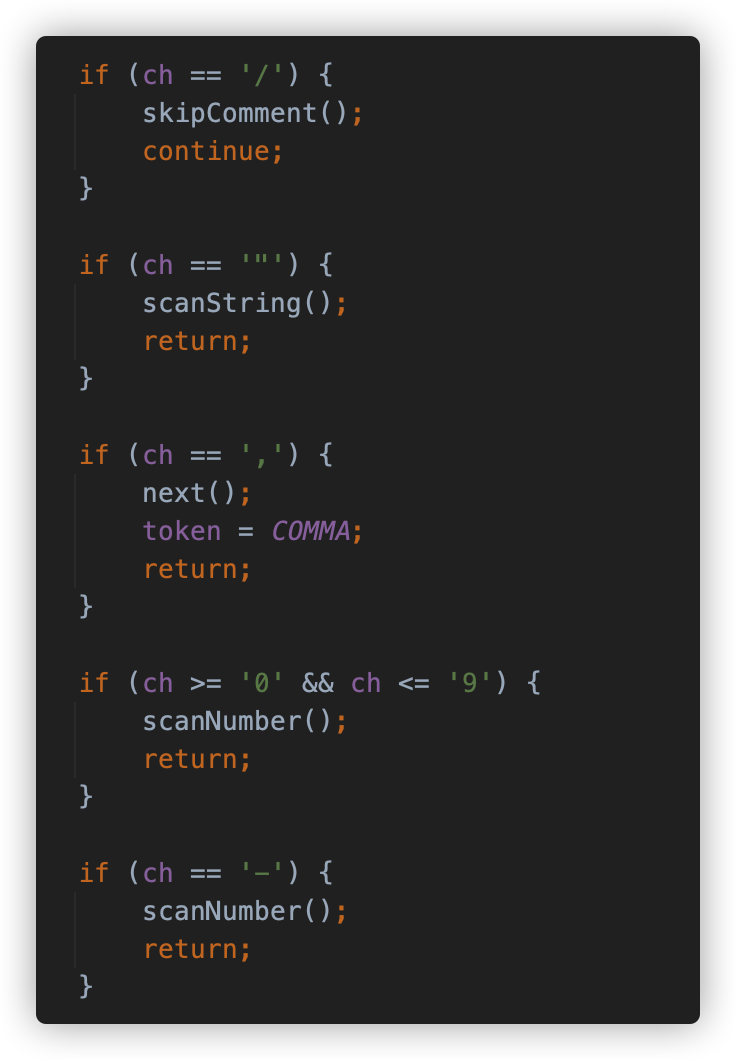 if (ch == '/') {
    skipComment();
    continue;
}

if (ch == '"') {
    scanString();
    return;
}

if (ch == ',') {
    next();
    token = COMMA;
    return;
}

if (ch >= '0' && ch <= '9') {
    scanNumber();
    return;
}

if (ch == '-') {
    scanNumber();
    return;
}